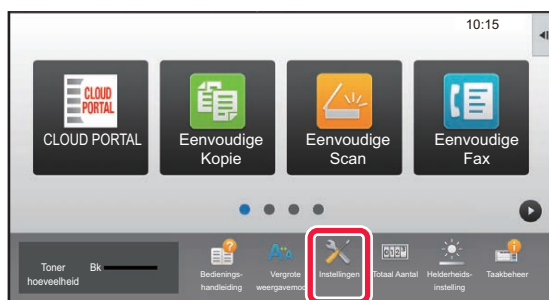 10:15
CLOUD
PORTAL
CLOUD PORTAL
Eenvoudige
Kopie
Eenvoudige
Scan
Eenvoudige
Fax
Toner
hoeveelheid
Bk
Bedienings-
handleiding
Vergrote
weergavemod
Instellingen
Totaal Aantal
Helderheids-
instelling
Taakbeheer